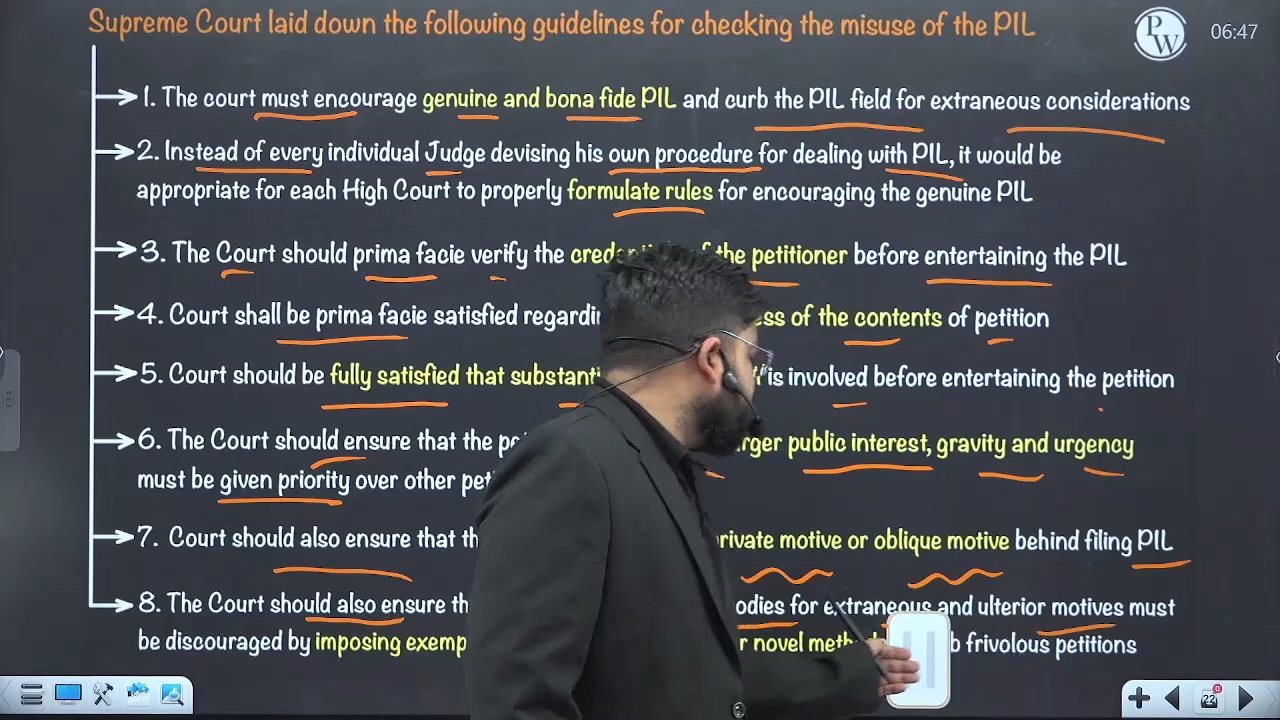 Supreme Court laid down the following guidelines for checking the misuse of the PIL
PW
06:47
1. The court must encourage genuine and bona fide PIL and curb the PIL field for extraneous considerations
2. Instead of every individual Judge devising his own procedure for dealing with PIL, it would be
appropriate for each High Court to properly formulate rules for encouraging the genuine PIL
3. The Court should prima facie verify the of the petitioner before entertaining the PIL
4. Court shall be prima facie satisfied of the contents of petition
5. Court should be fully satisfied that is involved before entertaining the petition
6. The Court should ensure that the public interest, gravity and urgency
must be given priority over other
7. Court should also ensure that private motive or oblique motive behind filing PIL
8. The Court should also ensure for extraneous and ulterior motives must
be discouraged by imposing novel frivolous petitions
22